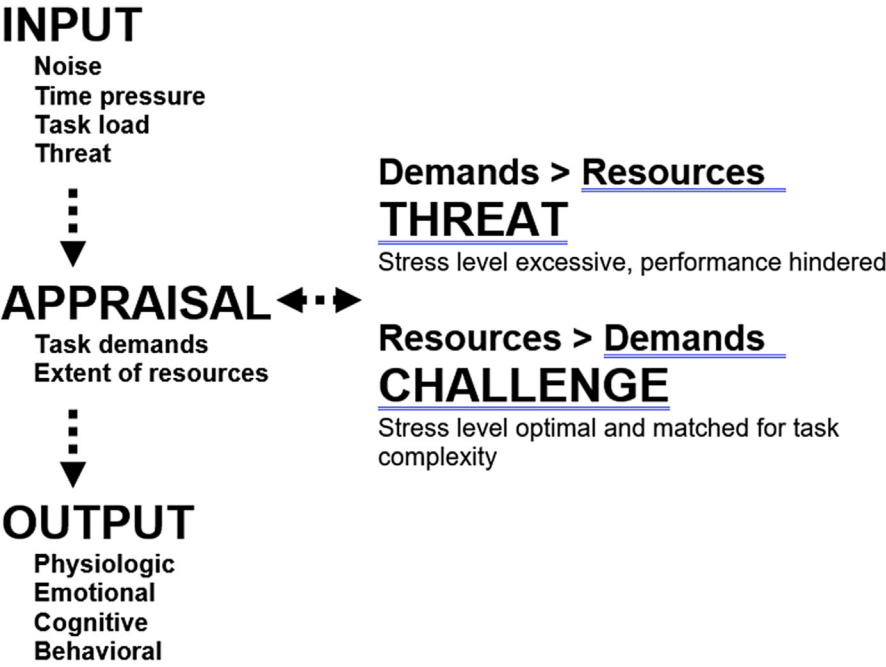 INPUT
Noise
Time pressure
Task load
Threat
APPRAISAL
Task demands
Extent of resources
OUTPUT
Physiologic
Emotional
Cognitive
Behavioral
Demands > Resources
THREAT
Stress level excessive, performance hindered
Resources > Demands
CHALLENGE
Stress level optimal and matched for task
complexity